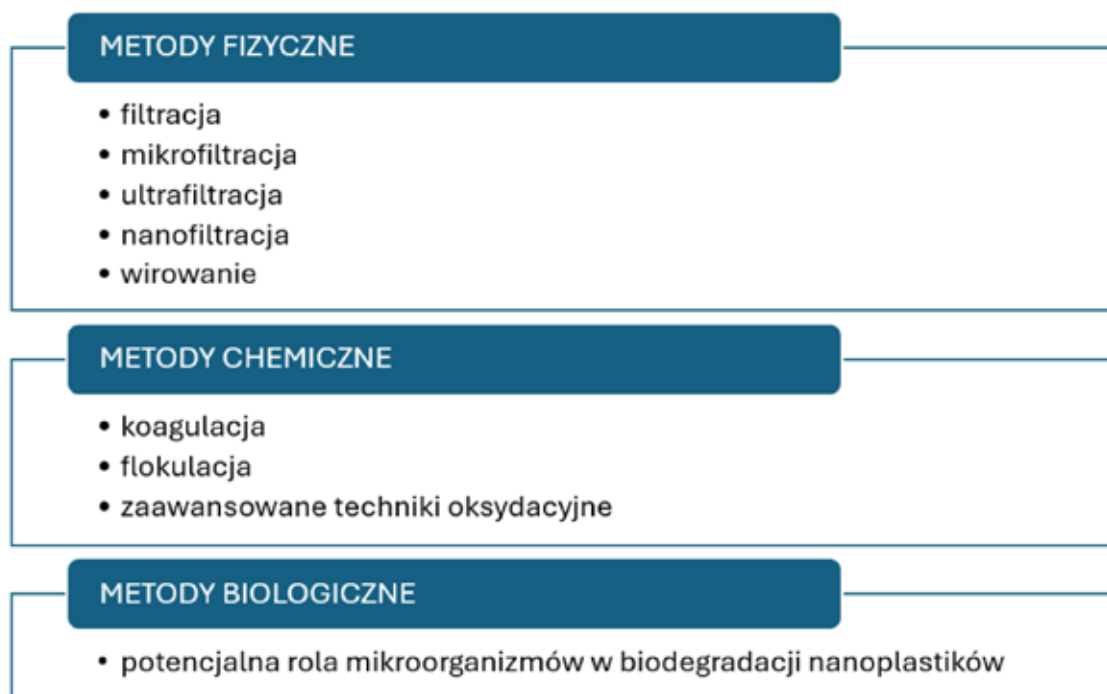 METODY FIZYCZNE
• filtracja
• mikrofiltracja
• ultrafiltracja
• nanofiltracja
• wirowanie
METODY CHEMICZNE
• koagulacja
• flokulacja
• zaawansowane techniki oksydacyjne
METODY BIOLOGICZNE
• potencjalna rola mikroorganizmów w biodegradacji nanoplastików